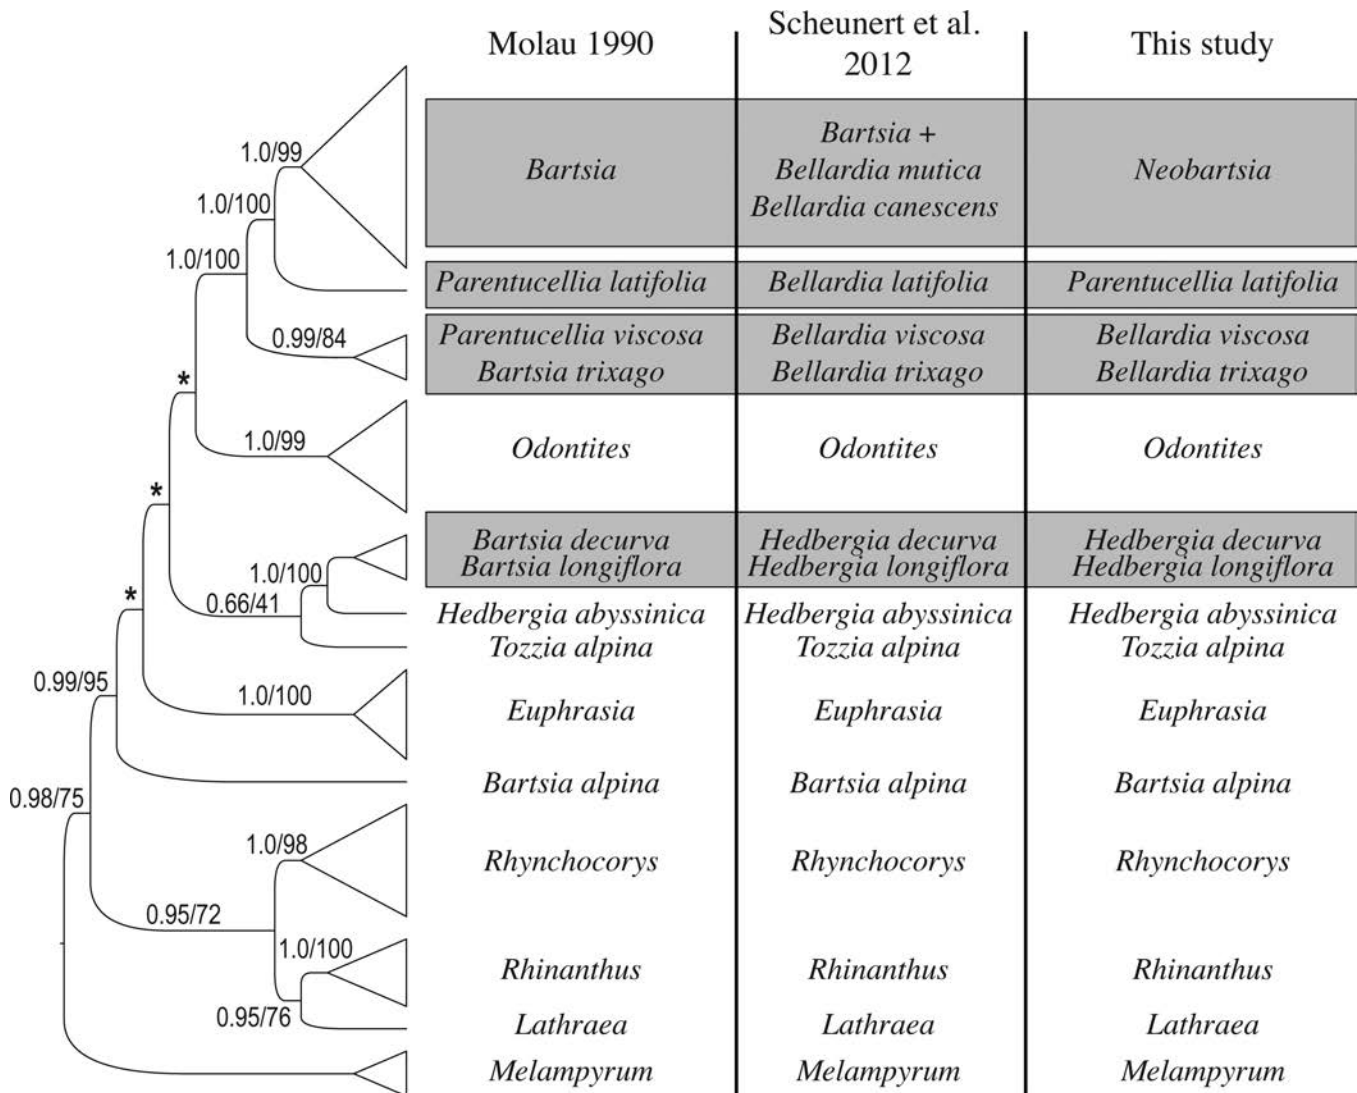 Molau 1990
Scheunert et al.
2012
This study
1.0/99
Bartsia
Bartsia +
Bellardia mutica
Bellardia canescens
Neobartsia
1.0/100
1.0/100
Parentucellia latifolia
Bellardia latifolia
Parentucellia latifolia
0.99/84
Parentucellia viscosa
Bartsia trixago
Bellardia viscosa
Bellardia trixago
Bellardia viscosa
Bellardia trixago
*
1.0/99
Odontites
Odontites
Odontites
*
Bartsia decurva
Bartsia longiflora
Hedbergia decurva
Hedbergia longiflora
Hedbergia decurva
Hedbergia longiflora
1.0/100
0.66/41
*
Hedbergia abyssinica
Hedbergia abyssinica
Hedbergia abyssinica
Tozzia alpina
Tozzia alpina
Tozzia alpina
0.99/95
1.0/100
Euphrasia
Euphrasia
Euphrasia
Bartsia alpina
Bartsia alpina
Bartsia alpina
0.98/75
1.0/98
Rhynchocorys
Rhynchocorys
Rhynchocorys
0.95/72
1.0/100
Rhinanthus
Rhinanthus
Rhinanthus
0.95/76
Lathraea
Lathraea
Lathraea
Melampyrum
Melampyrum
Melampyrum